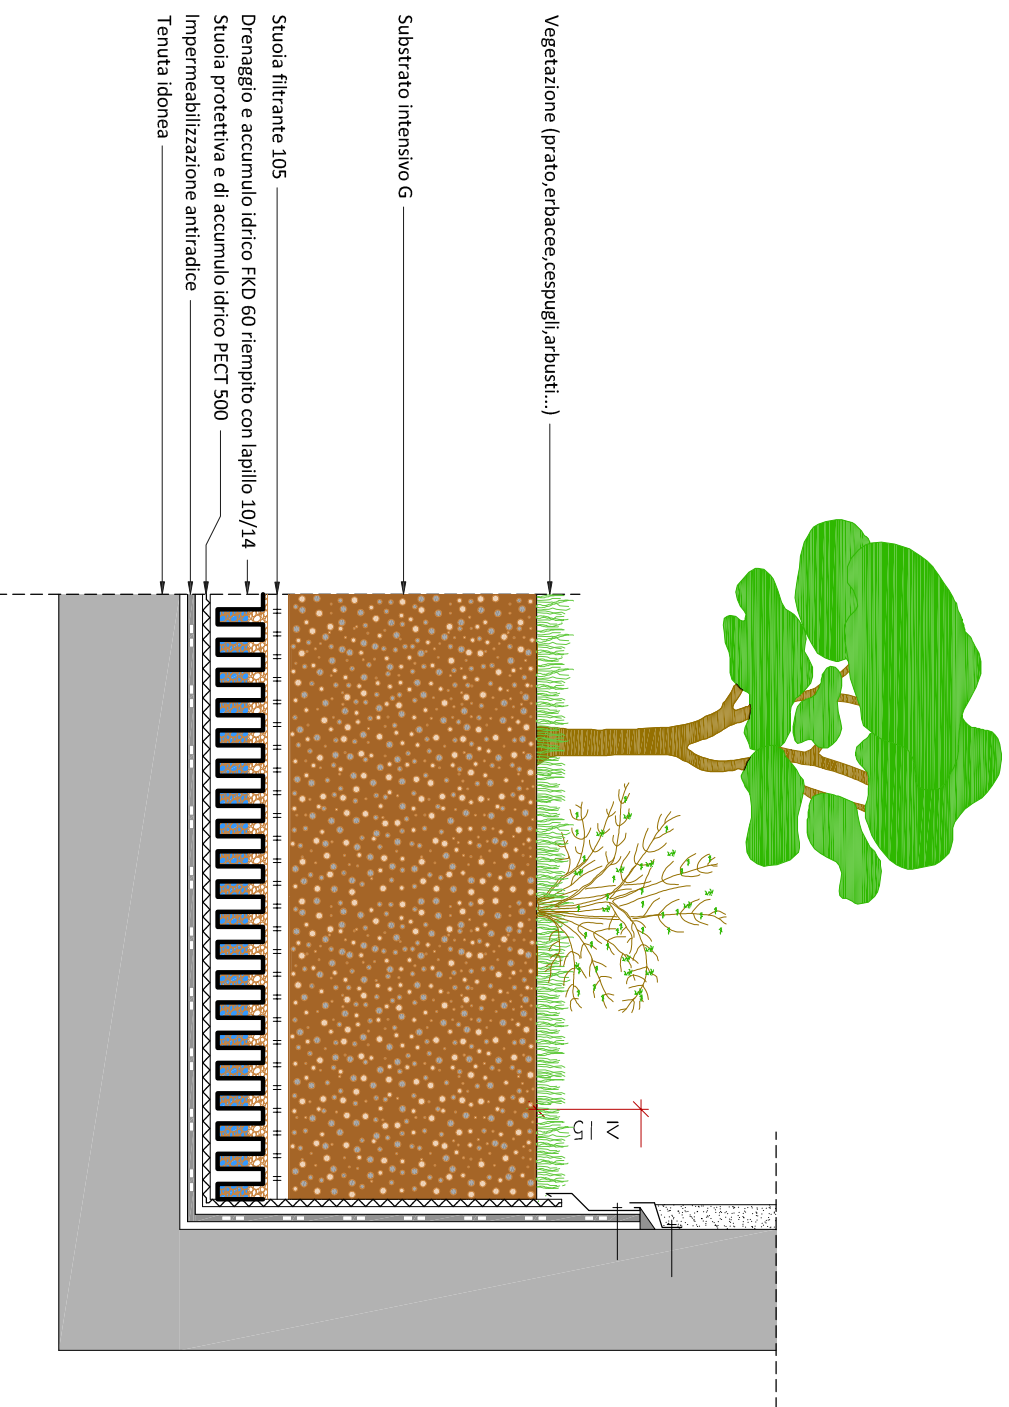 Vegetazione (prato,erbacee,cespugli,arbusti...)
Substrato intensivo G
Stuoia filtrante 105
Drenaggio e accumulo idrico FKD 60 riempito con lapillo 10/14
Stuoia protettiva e di accumulo idrico PECT 500
Impermeabilizzazione antiradice
Tenuta idonea
≥ 15